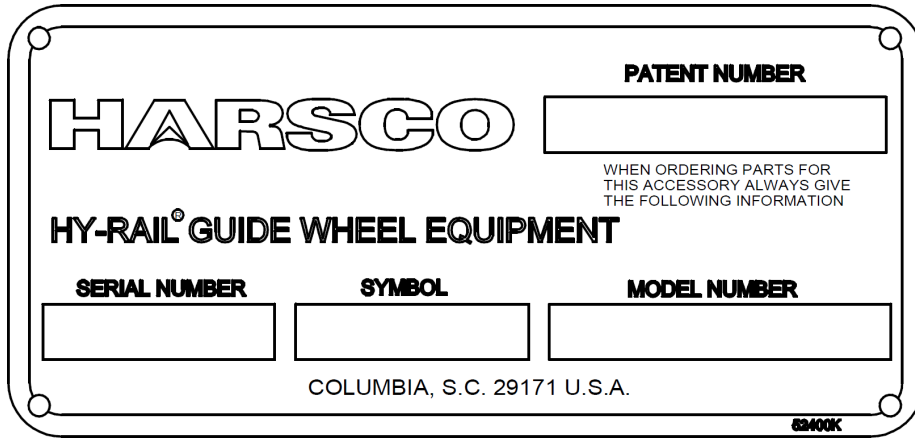 PATENT NUMBER
HARSCO
WHEN ORDERING PARTS FOR
THIS ACCESSORY ALWAYS GIVE
THE FOLLOWING INFORMATION
HY-RAIL® GUIDE WHEEL EQUIPMENT
SERIAL NUMBER SYMBOL MODEL NUMBER
COLUMBIA, S.C. 29171 U.S.A.
52400K